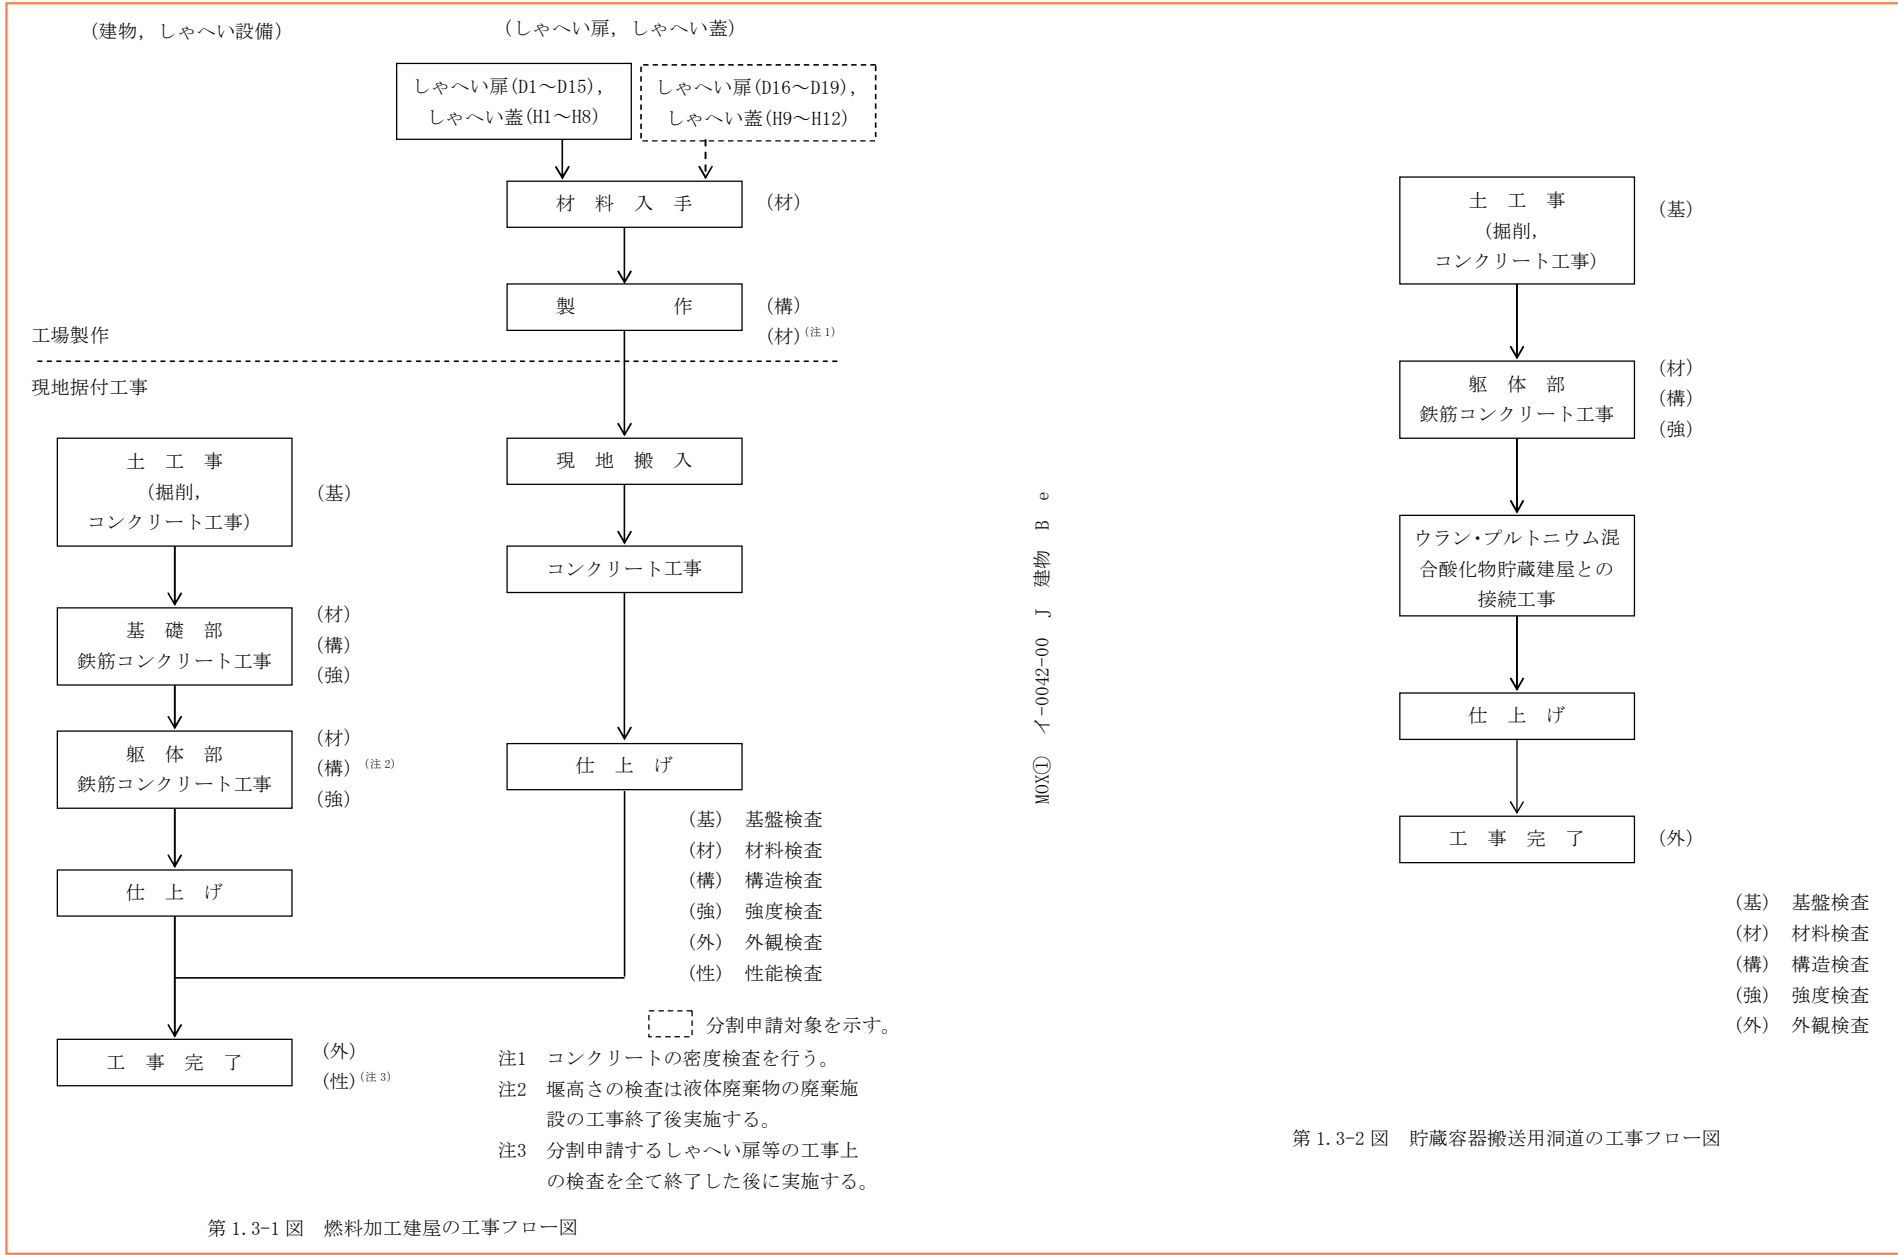 (建物，しゃへい設備)
(しゃへい扉，しゃへい蓋)
しゃへい扉(D1～D15)，
しゃへい蓋(H1～H8)
しゃへい扉(D16～D19)，
しゃへい蓋(H9～H12)
材 料 入 手
(材)
製 作
(構)
(材)(注1)
工場製作
現地据付工事
現 地 搬 入
コンクリート工事
仕 上 げ
土 工 事
(掘削，
コンクリート工事)
(基)
基 礎 部
鉄筋コンクリート工事
(材)
(構)
(強)
躯 体 部
鉄筋コンクリート工事
(材)
(構) (注2)
(強)
仕 上 げ
工 事 完 了
(外)
(性)(注3)
(基) 基盤検査
(材) 材料検査
(構) 構造検査
(強) 強度検査
(外) 外観検査
(性) 性能検査
分割申請対象を示す。
注1 コンクリートの密度検査を行う。
注2 堰高さの検査は液体廃棄物の廃棄施
設の工事終了後実施する。
注3 分割申請するしゃへい扉等の工事上
の検査を全て終了した後に実施する。
第1.3-1図 燃料加工建屋の工事フロー図
MOX① イ-0042-00 J 建物 B e
土 工 事
(掘削，
コンクリート工事)
(基)
躯 体 部
鉄筋コンクリート工事
(材)
(構)
(強)
ウラン・プルトニウム混
合酸化物貯蔵建屋との
接続工事
仕 上 げ
工 事 完 了
(外)
(基) 基盤検査
(材) 材料検査
(構) 構造検査
(強) 強度検査
(外) 外観検査
第1.3-2図 貯蔵容器搬送用洞道の工事フロー図